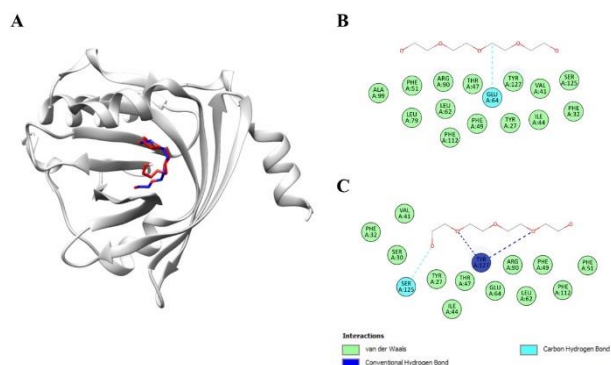 A
B
ALA
A:99
PHE
A:51
ARG
A:90
THR
A:47
GLU
A:64
TYR
A:127
VAL
A:41
SER
A:125
LEU
A:79
LEU
A:62
PHE
A:112
PHE
A:49
TYR
A:27
ILE
A:44
PHE
A:32
C
VAL
A:41
PHE
A:32
SER
A:30
SER
A:125
TYR
A:27
THR
A:47
TYR
A:127
GLU
A:64
ARG
A:90
LEU
A:62
PHE
A:49
PHE
A:112
PHE
A:51
ILE
A:44
Interactions
van der Waals
Conventional Hydrogen Bond
Carbon Hydrogen Bond